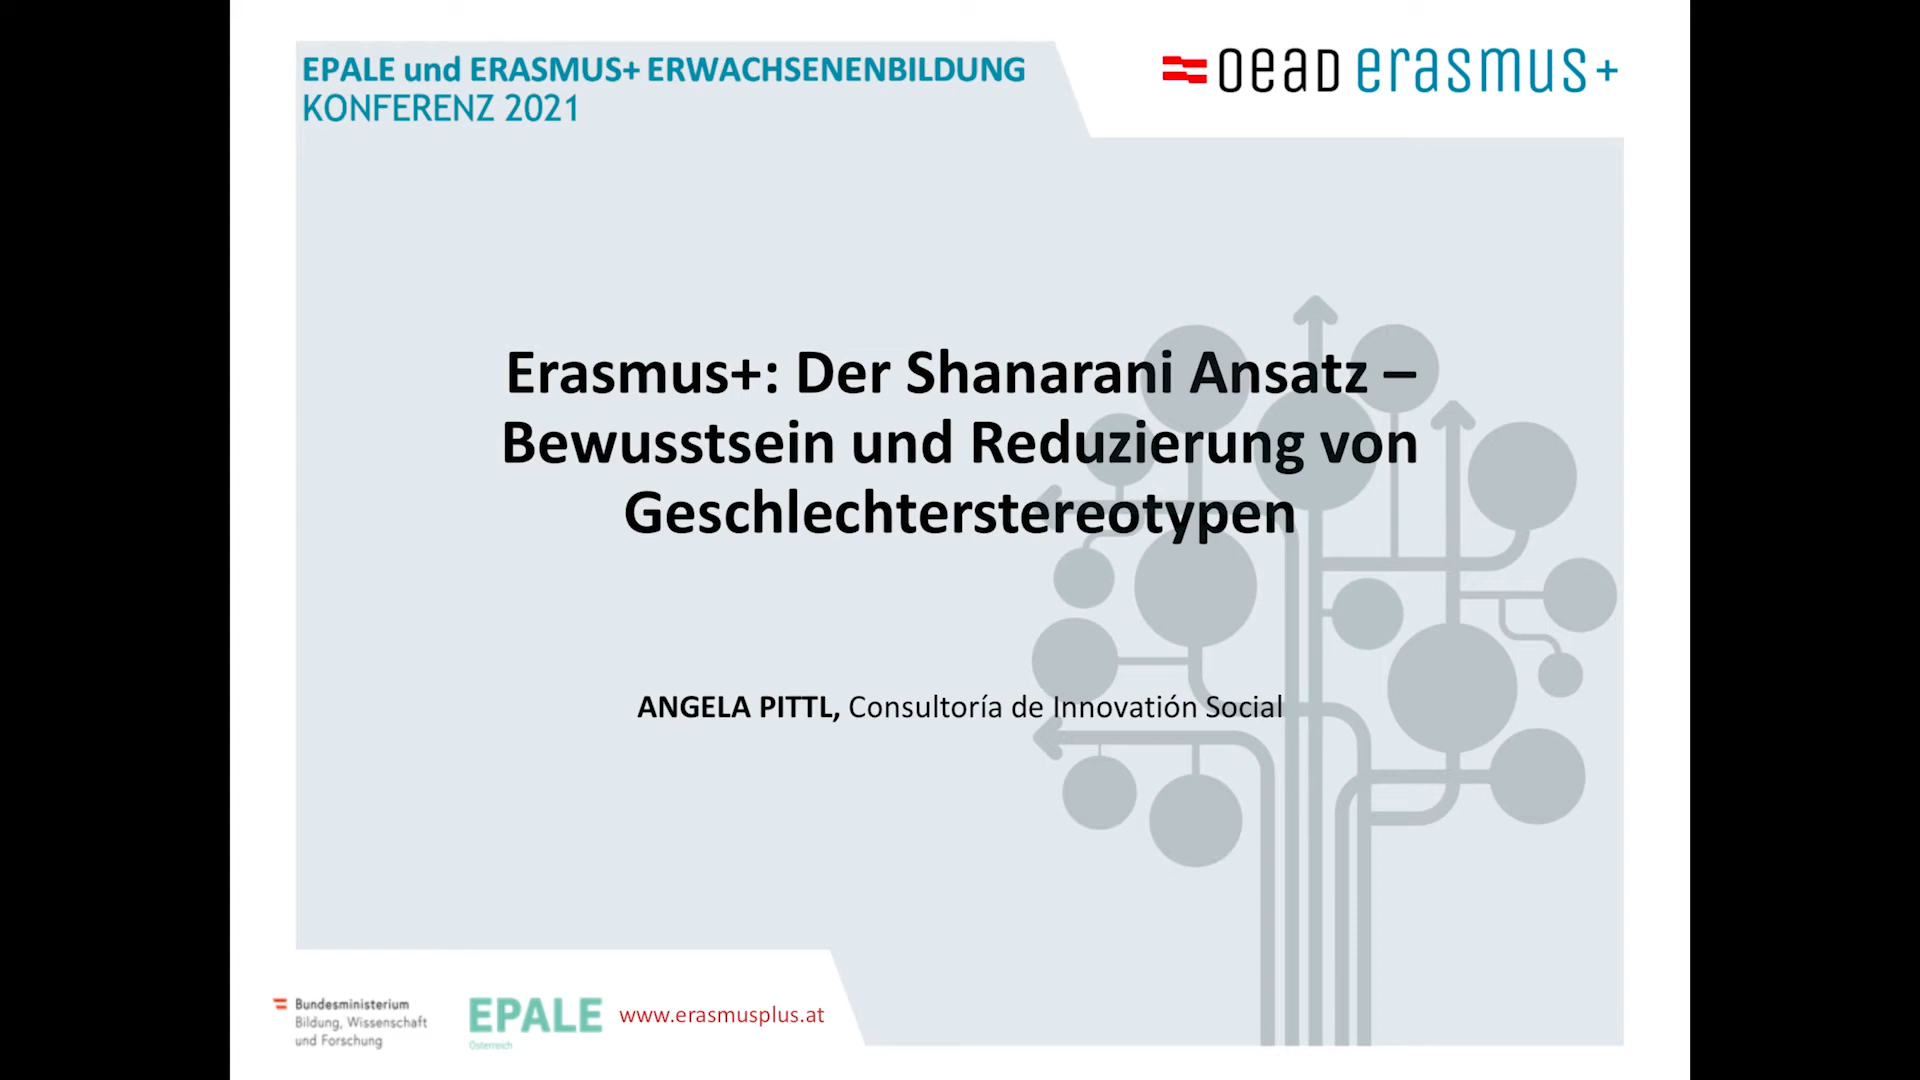 EPALE und ERASMUS+ ERWACHSENENBILDUNG
KONFERENZ 2021
OEAD erasmus+
Erasmus+: Der Shanarani Ansatz –
Bewusstsein und Reduzierung von
Geschlechterstereotypen
ANGELA PITTL, Consultoría de Innovatión Social
Bundesministerium
Bildung, Wissenschaft
und Forschung
EPALE
Österreich
www.erasmusplus.at